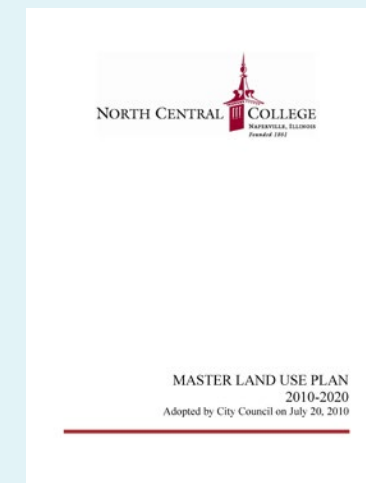 NORTH CENTRAL COLLEGE
NAPERVILLE, ILLINOIS
Founded 1861
MASTER LAND USE PLAN
2010-2020
Adopted by City Council on July 20, 2010